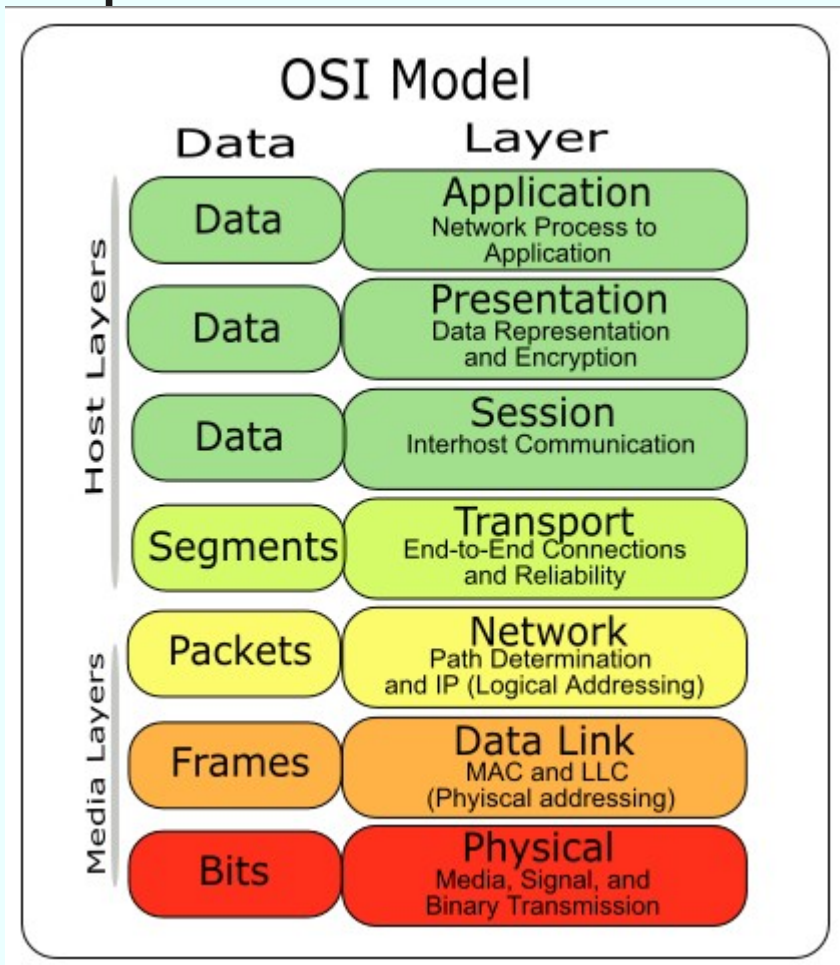 OSI Model
Data
Layer
Host Layers
Data
Application
Network Process to
Application
Data
Presentation
Data Representation
and Encryption
Data
Session
Interhost Communication
Segments
Transport
End-to-End Connections
and Reliability
Media Layers
Packets
Network
Path Determination
and IP (Logical Addressing)
Frames
Data Link
MAC and LLC
(Phyiscal addressing)
Bits
Physical
Media, Signal, and
Binary Transmission